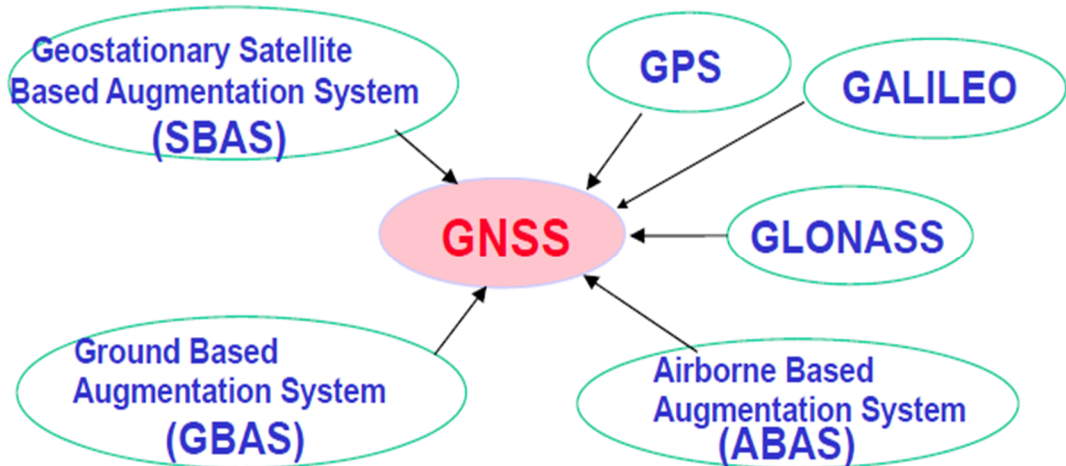 Geostationary Satellite
Based Augmentation System
(SBAS)
GPS
GALILEO
GNSS
GLONASS
Ground Based
Augmentation System
(GBAS)
Airborne Based
Augmentation System
(ABAS)